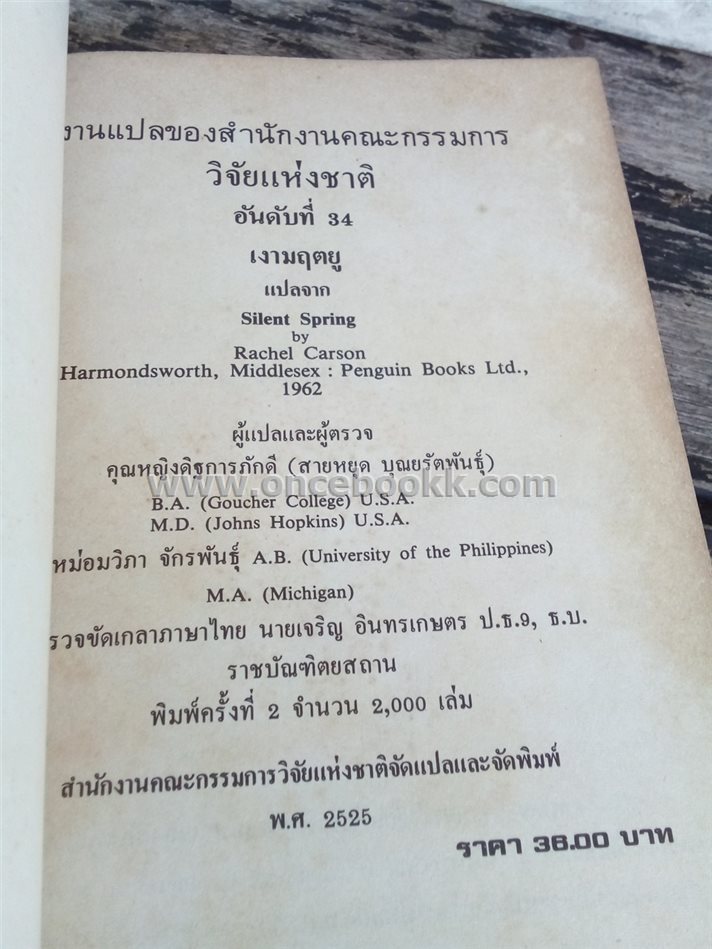 งานแปลของสำนักงานคณะกรรมการ
วิจัยแห่งชาติ
อันดับที่ 34
เงามฤตยู
แปลจาก
Silent Spring
by
Rachel Carson
Harmondsworth, Middlesex : Penguin Books Ltd.,
1962
ผู้แปลและผู้ตรวจ
คุณหญิงดิฐการภักดี (สายหยุด บุณยรัตพันธุ์)
www.oncebookk.com
B.A. (Goucher College) U.S.A.
M.D. (Johns Hopkins) U.S.A.
หม่อมวิภา จักรพันธุ์ A.B. (University of the Philippines)
M.A. (Michigan)
รวจขัดเกลาภาษาไทย นายเจริญ อินทรเกษตร ป.ธ.9, ธ.บ.
ราชบัณฑิตยสถาน
พิมพ์ครั้งที่ 2 จำนวน 2,000 เล่ม
สำนักงานคณะกรรมการวิจัยแห่งชาติจัดแปลและจัดพิมพ์
พ.ศ. 2525
ราคา 36.00 บาท